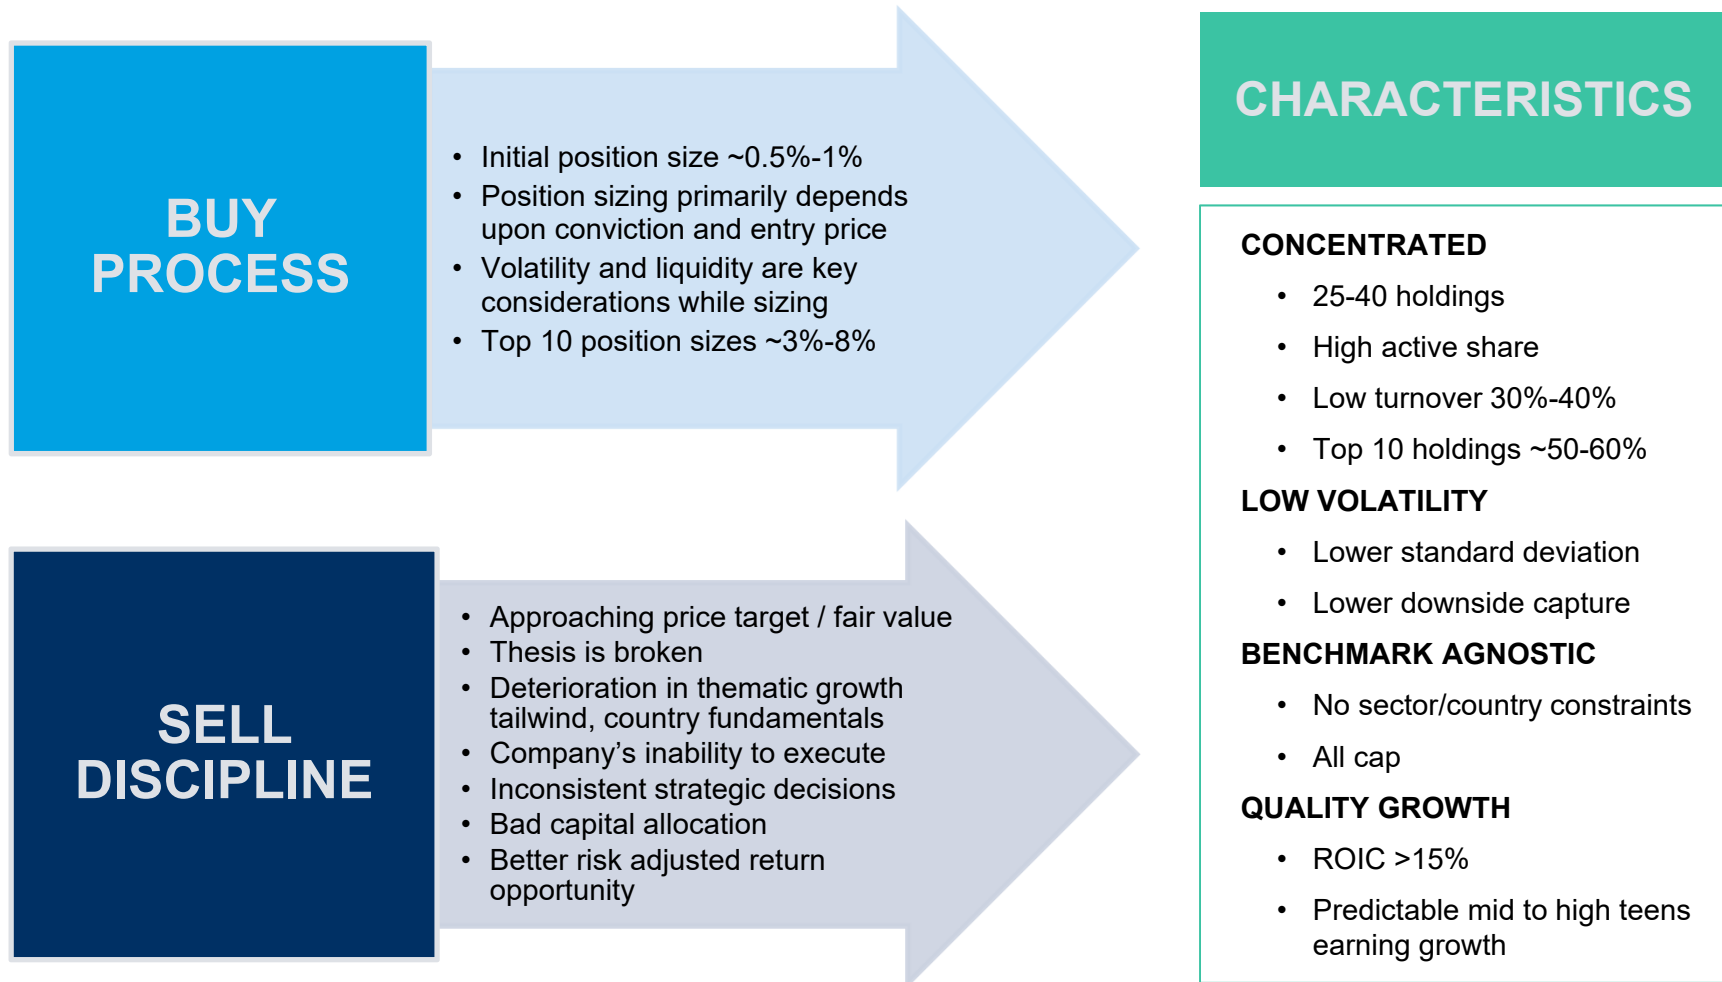 BUY
PROCESS
• Initial position size ~0.5%-1%
• Position sizing primarily depends
upon conviction and entry price
• Volatility and liquidity are key
considerations while sizing
• Top 10 position sizes ~3%-8%
SELL
DISCIPLINE
• Approaching price target / fair value
• Thesis is broken
• Deterioration in thematic growth
tailwind, country fundamentals
• Company’s inability to execute
• Inconsistent strategic decisions
• Bad capital allocation
• Better risk adjusted return
opportunity
CHARACTERISTICS
CONCENTRATED
• 25-40 holdings
• High active share
• Low turnover 30%-40%
• Top 10 holdings ~50-60%
LOW VOLATILITY
• Lower standard deviation
• Lower downside capture
BENCHMARK AGNOSTIC
• No sector/country constraints
• All cap
QUALITY GROWTH
• ROIC >15%
• Predictable mid to high teens
earning growth